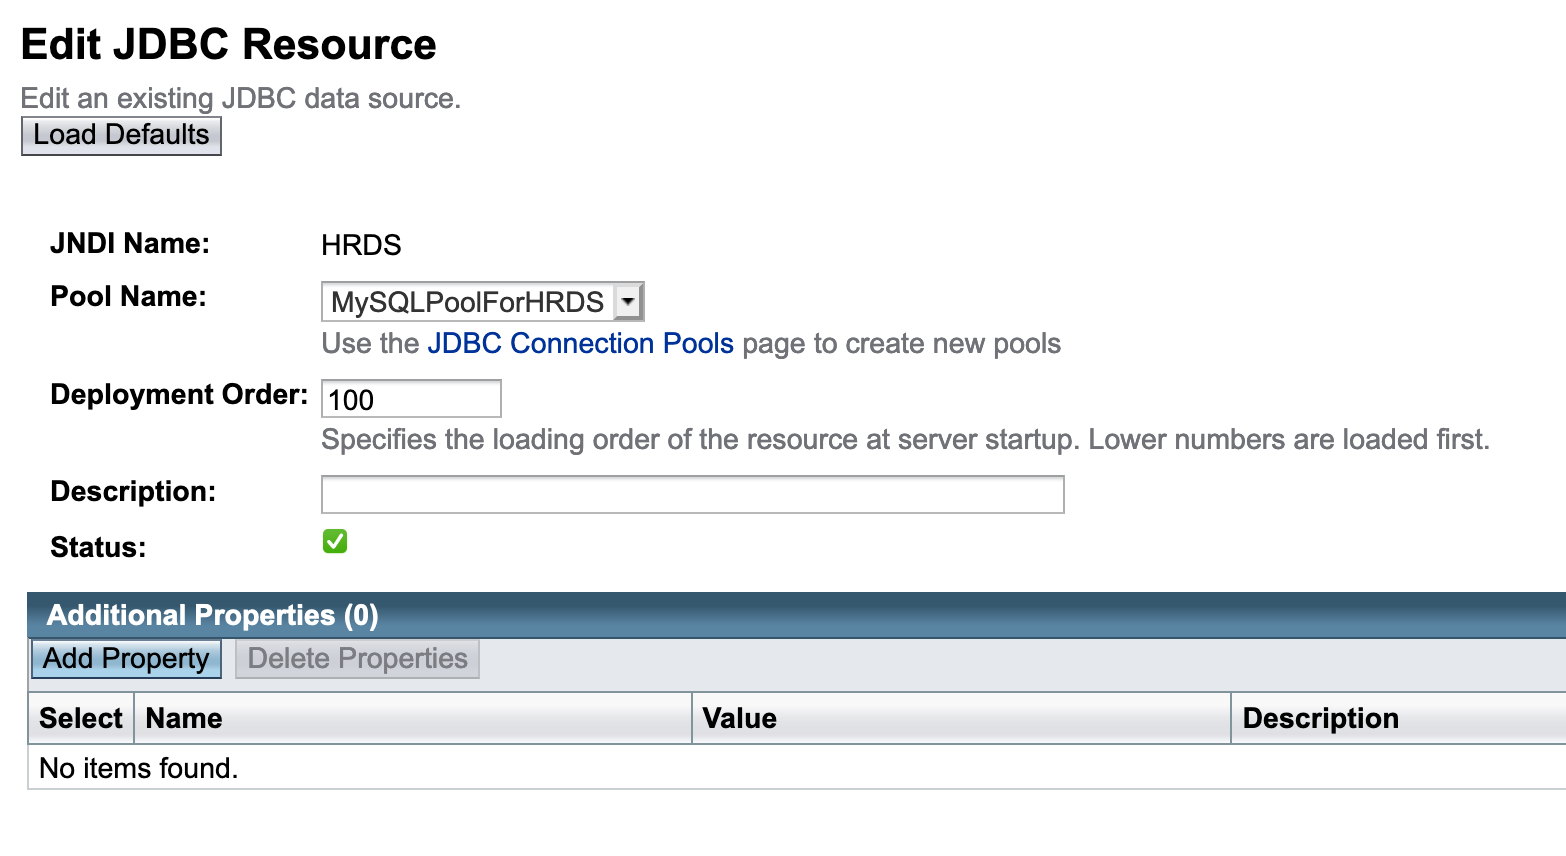 Edit JDBC Resource
Edit an existing JDBC data source.
Load Defaults
JNDI Name: HRDS
Pool Name: MySQLPoolForHRDS
Use the JDBC Connection Pools page to create new pools
Deployment Order: 100
Specifies the loading order of the resource at server startup. Lower numbers are loaded first.
Description:
Status:
Additional Properties (0)
Add Property Delete Properties
Select Name Value Description
No items found.